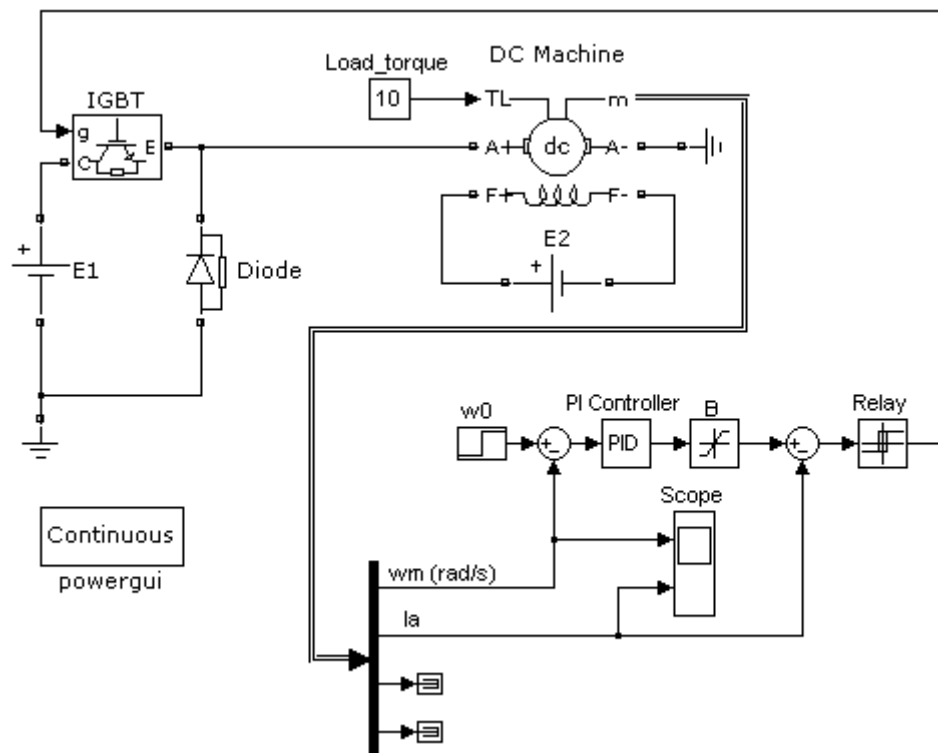 DC Machine
Load_torque
10
TL
m
IGBT
g
C
E
A+
dc
A-
F+
F-
E2
+
+
E1
Diode
w0
PI Controller
B
Relay
+
-
PID
+
-
Scope
Continuous
powergui
wm (rad/s)
Ia